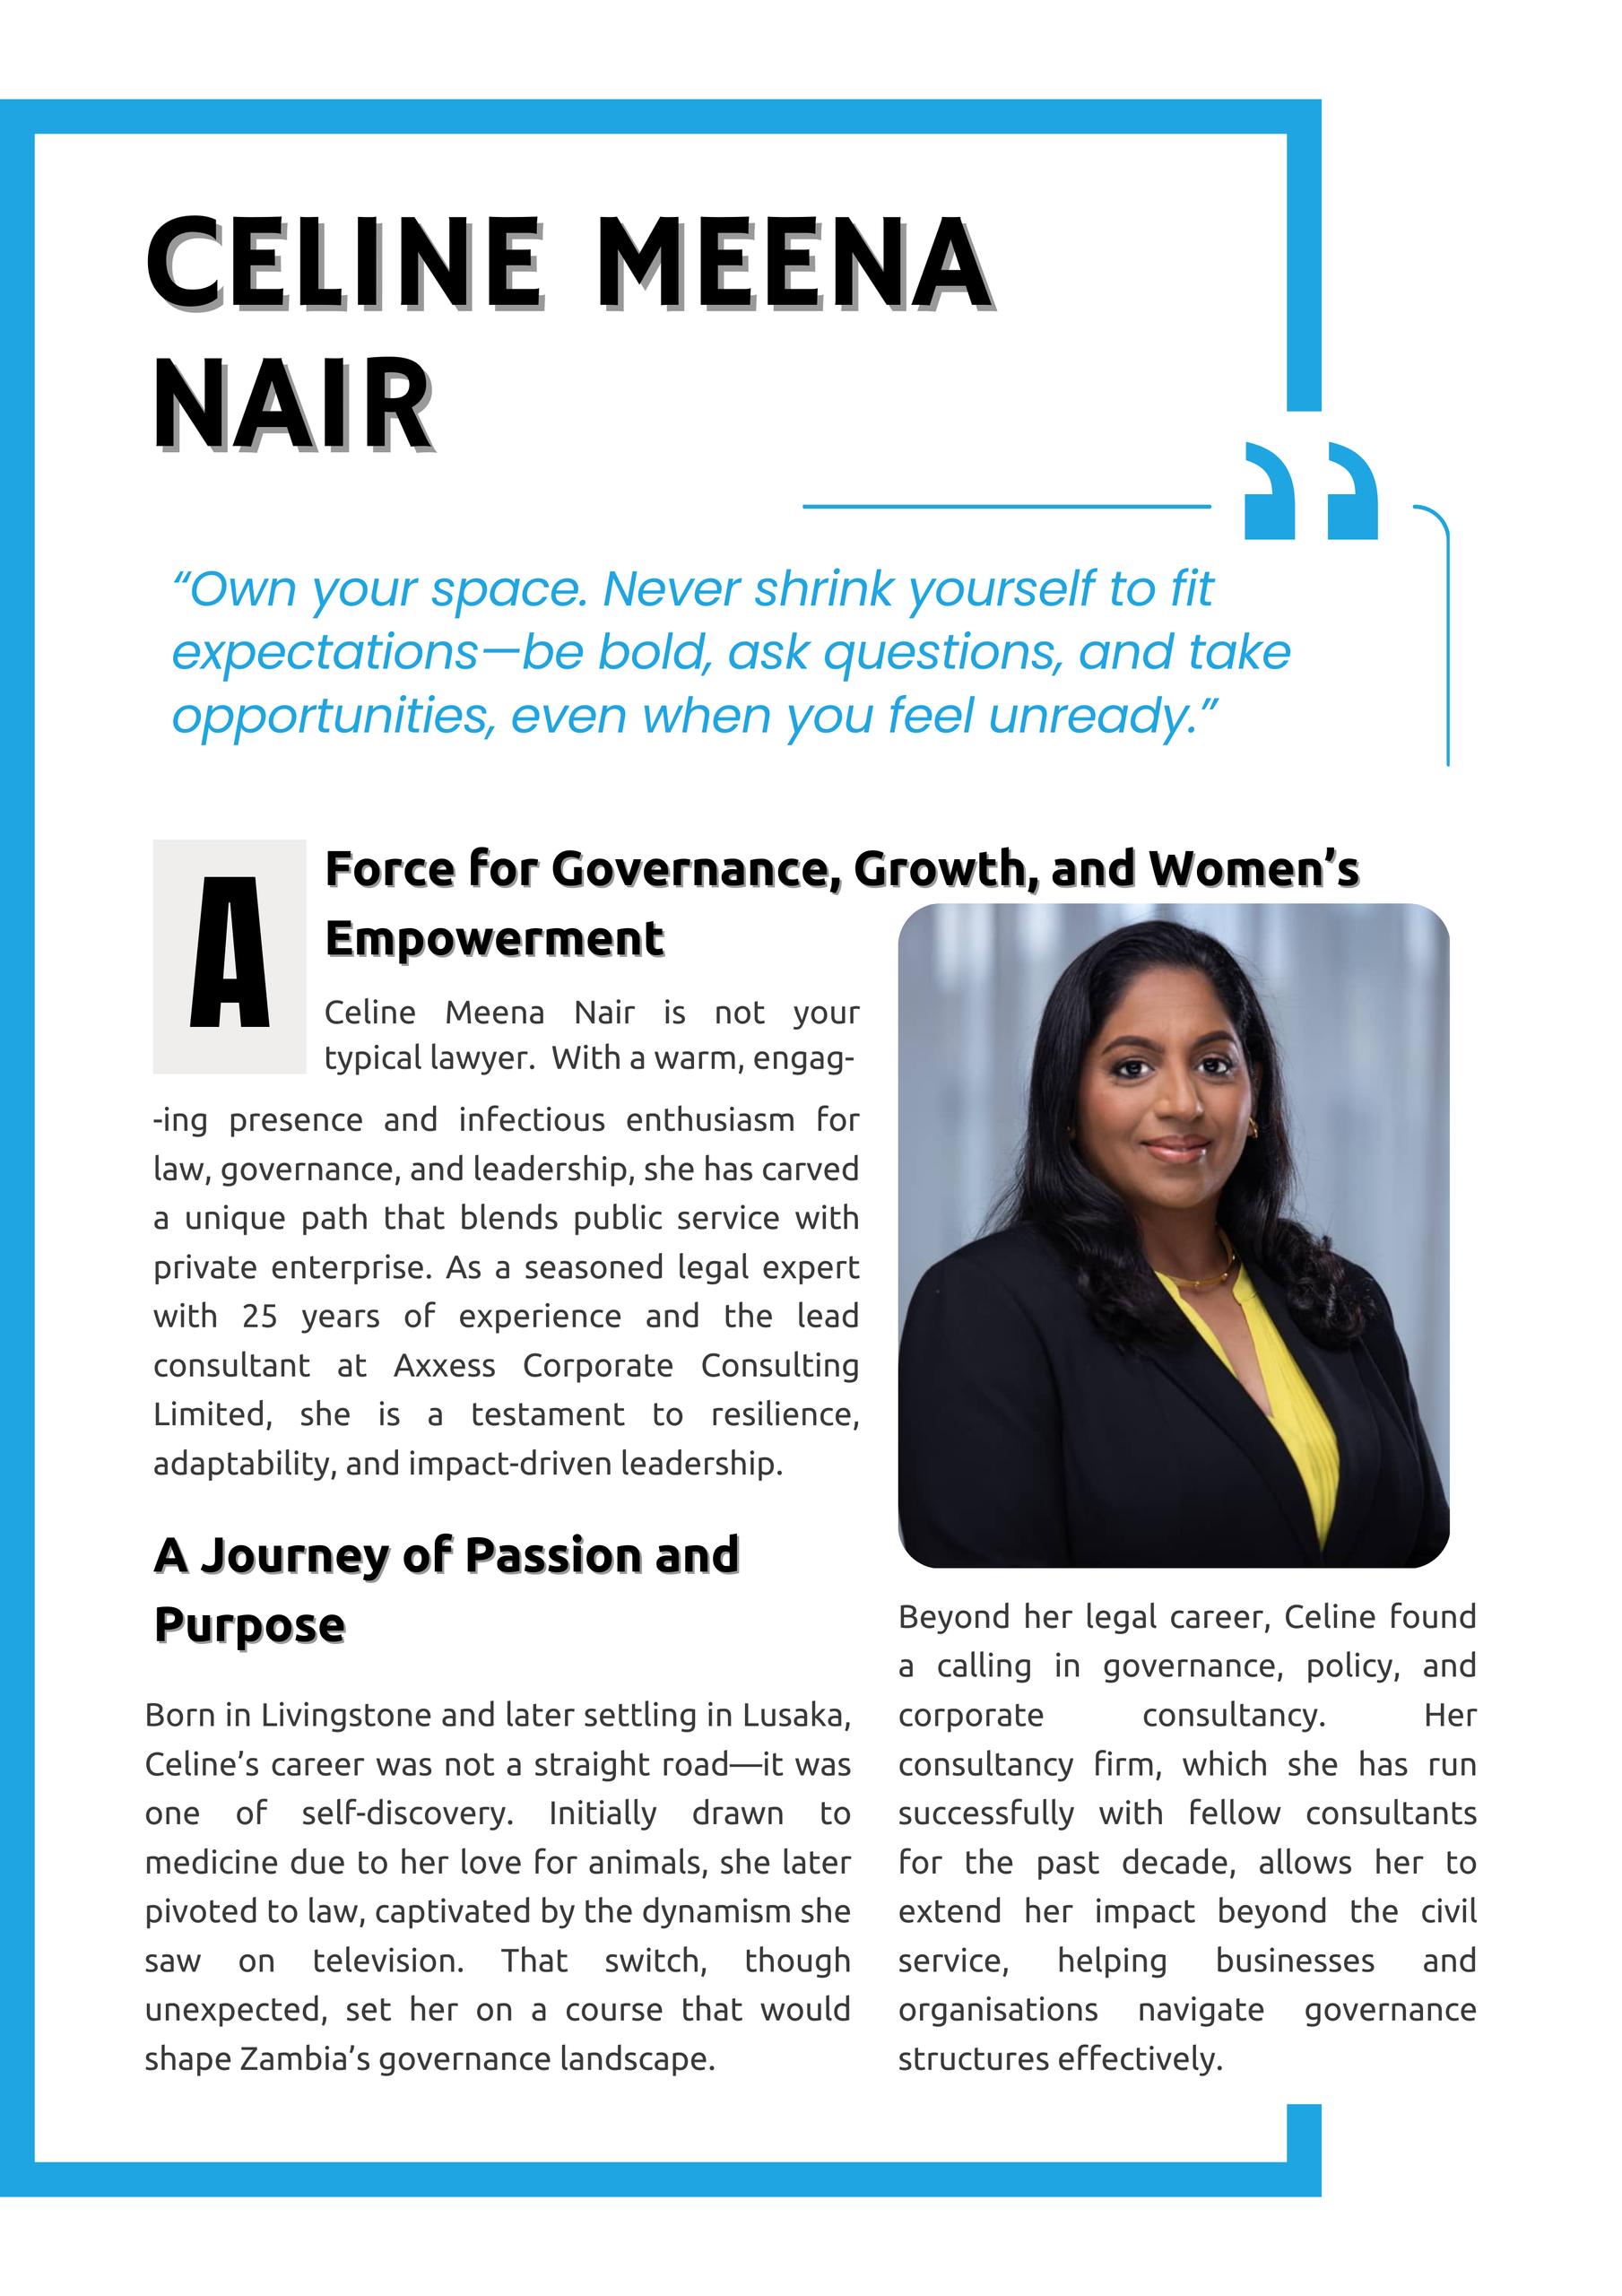 CELINE MEENA
NAIR
“Own your space. Never shrink yourself to fit
expectations—be bold, ask questions, and take
opportunities, even when you feel unready.”
A
Force for Governance, Growth, and Women’s
Empowerment
Celine Meena Nair is not your
typical lawyer. With a warm, engag-
-ing presence and infectious enthusiasm for
law, governance, and leadership, she has carved
a unique path that blends public service with
private enterprise. As a seasoned legal expert
with 25 years of experience and the lead
consultant at Axxess Corporate Consulting
Limited, she is a testament to resilience,
adaptability, and impact-driven leadership.
A Journey of Passion and
Purpose
Born in Livingstone and later settling in Lusaka,
Celine’s career was not a straight road—it was
one of self-discovery. Initially drawn to
medicine due to her love for animals, she later
pivoted to law, captivated by the dynamism she
saw on television. That switch, though
unexpected, set her on a course that would
shape Zambia’s governance landscape.
Beyond her legal career, Celine found
a calling in governance, policy, and
corporate consultancy. Her
consultancy firm, which she has run
successfully with fellow consultants
for the past decade, allows her to
extend her impact beyond the civil
service, helping businesses and
organisations navigate governance
structures effectively.